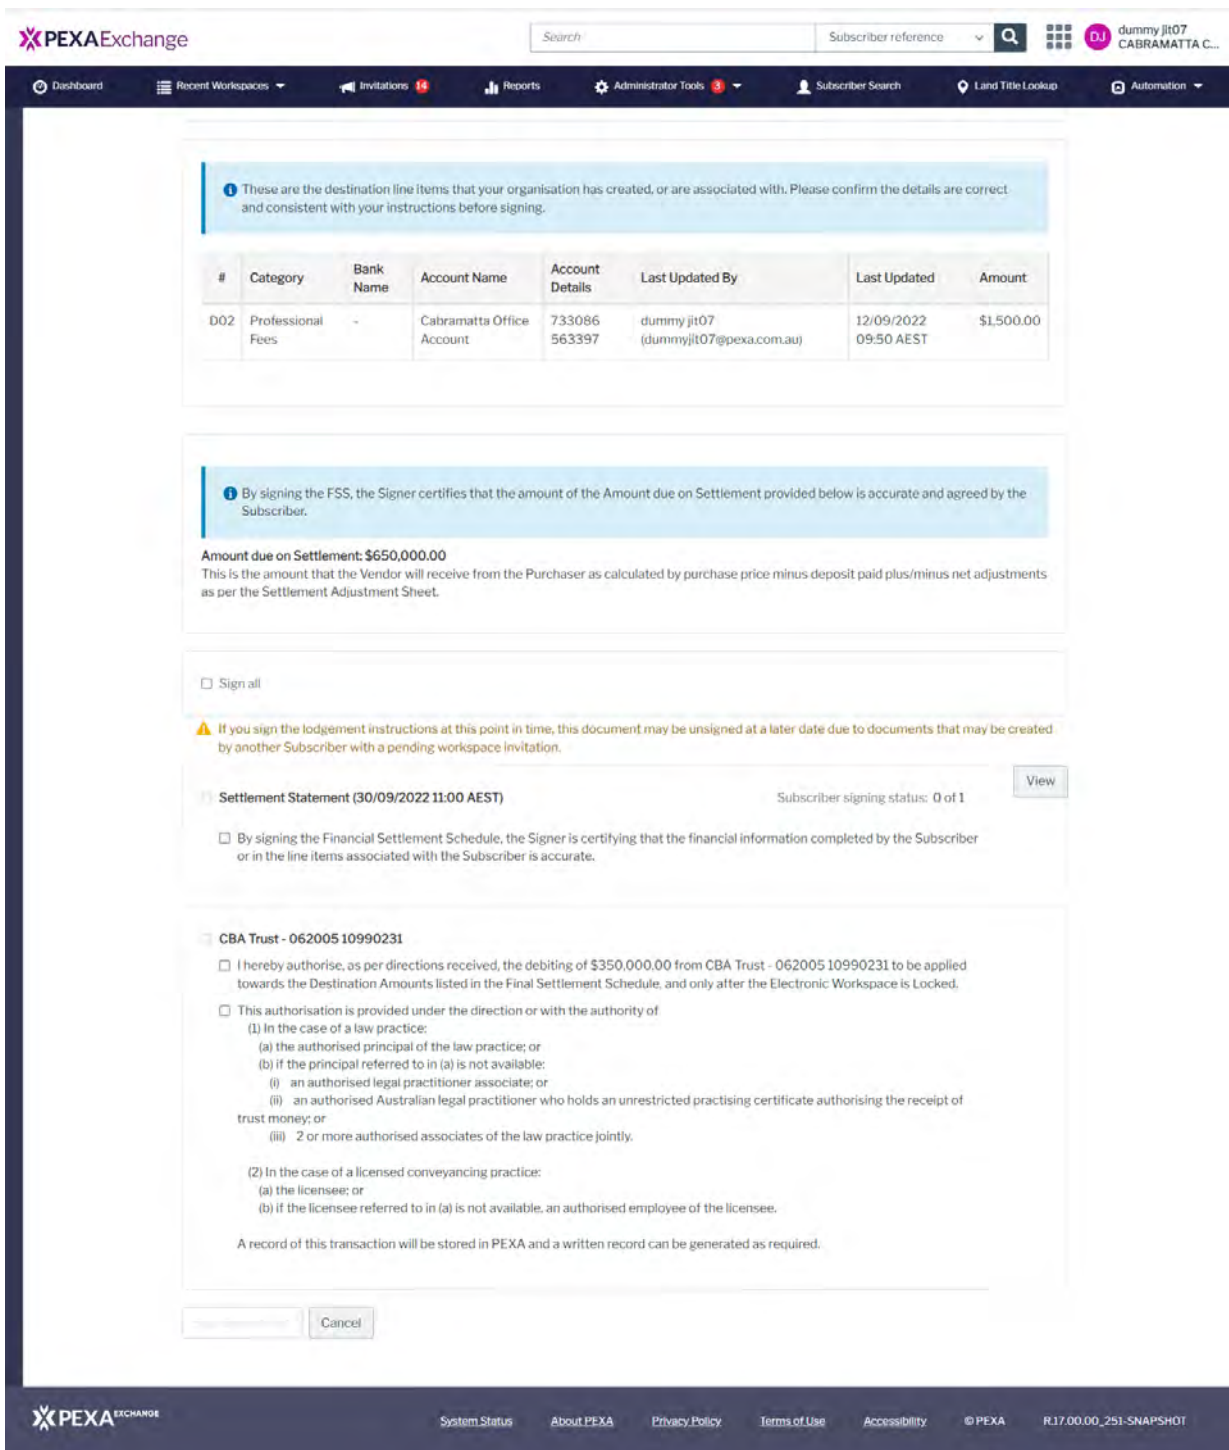 PEXAExchange
Search
Subscriber reference
DJ
dummy jit07
CABRAMATTA C...
Dashboard
Recent Workspaces
Invitations 14
Reports
Administrator Tools 3
Subscriber Search
Land Title Lookup
Automation
These are the destination line items that your organisation has created, or are associated with. Please confirm the details are correct
and consistent with your instructions before signing.
# Category Bank Name Account Name Account Details Last Updated By Last Updated Amount
D02 Professional Fees - Cabramatta Office Account 733086 563397 dummy jit07 (dummyjit07@pexa.com.au) 12/09/2022 09:50 AEST $1,500.00
By signing the FSS, the Signer certifies that the amount of the Amount due on Settlement provided below is accurate and agreed by the
Subscriber.
Amount due on Settlement: $650,000.00
This is the amount that the Vendor will receive from the Purchaser as calculated by purchase price minus deposit paid plus/minus net adjustments
as per the Settlement Adjustment Sheet.
Sign all
If you sign the lodgement instructions at this point in time, this document may be unsigned at a later date due to documents that may be created
by another Subscriber with a pending workspace invitation.
View
Settlement Statement (30/09/2022 11:00 AEST)
Subscriber signing status: 0 of 1
By signing the Financial Settlement Schedule, the Signer is certifying that the financial information completed by the Subscriber
or in the line items associated with the Subscriber is accurate.
CBA Trust - 062005 10990231
I hereby authorise, as per directions received, the debiting of $350,000.00 from CBA Trust - 062005 10990231 to be applied
towards the Destination Amounts listed in the Final Settlement Schedule, and only after the Electronic Workspace is Locked.
This authorisation is provided under the direction or with the authority of
(1) In the case of a law practice:
(a) the authorised principal of the law practice; or
(b) if the principal referred to in (a) is not available:
(i) an authorised legal practitioner associate; or
(ii) an authorised Australian legal practitioner who holds an unrestricted practising certificate authorising the receipt of
trust money; or
(iii) 2 or more authorised associates of the law practice jointly.
(2) In the case of a licensed conveyancing practice:
(a) the licensee; or
(b) if the licensee referred to in (a) is not available, an authorised employee of the licensee.
A record of this transaction will be stored in PEXA and a written record can be generated as required.
Cancel
PEXA EXCHANGE
System Status
About PEXA
Privacy Policy
Terms of Use
Accessibility
© PEXA
R.17.00.00_251-SNAPSHOT